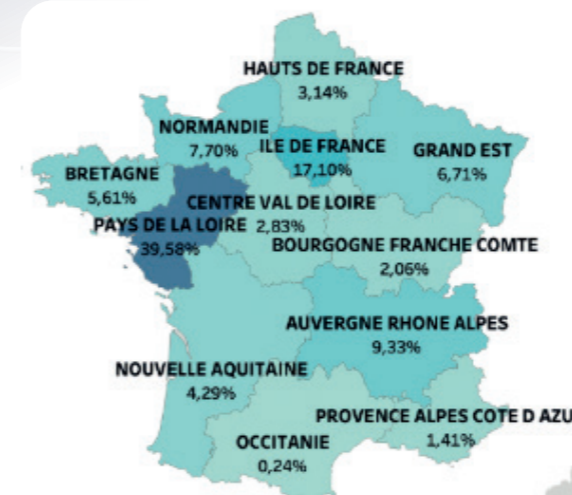 HAUTS DE FRANCE
3,14%
NORMANDIE
7,70%
ILE DE FRANCE
17,10%
GRAND EST
6,71%
BRETAGNE
5,61%
CENTRE VAL DE LOIRE
2,83%
PAYS DE LA LOIRE
39,58%
BOURGOGNE FRANCHE COMTE
2,06%
AUVERGNE RHONE ALPES
9,33%
NOUVELLE AQUITAINE
4,29%
PROVENCE ALPES COTE D AZU
1,41%
OCCITANIE
0,24%